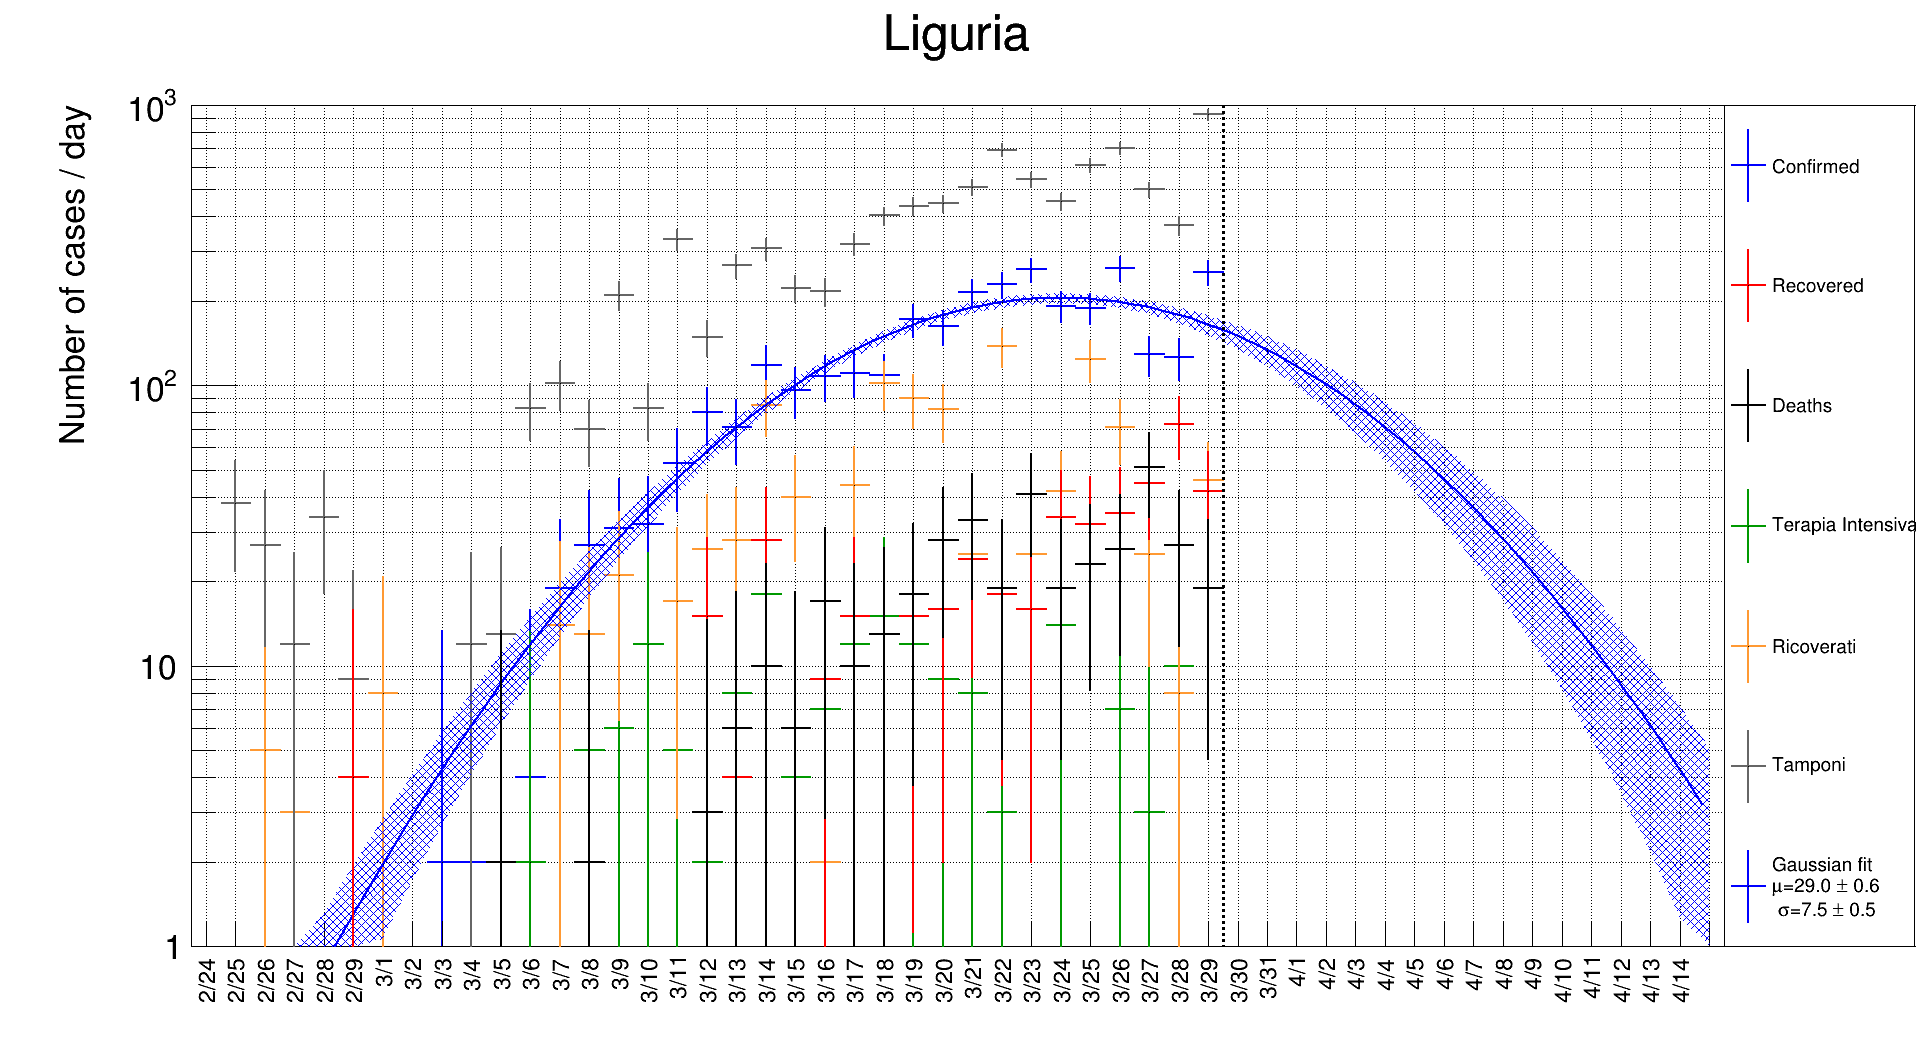 Liguria
Number of cases / day
10³
10²
10
1
2/24 2/25 2/26 2/27 2/28 2/29 3/1 3/2 3/3 3/4 3/5 3/6 3/7 3/8 3/9 3/10 3/11 3/12 3/13 3/14 3/15 3/16 3/17 3/18 3/19 3/20 3/21 3/22 3/23 3/24 3/25 3/26 3/27 3/28 3/29 3/30 3/31 4/1 4/2 4/3 4/4 4/5 4/6 4/7 4/8 4/9 4/10 4/11 4/12 4/13 4/14
Confirmed
Recovered
Deaths
Terapia Intensiva
Ricoverati
Tamponi
Gaussian fit
μ=29.0 ± 0.6
σ=7.5 ± 0.5